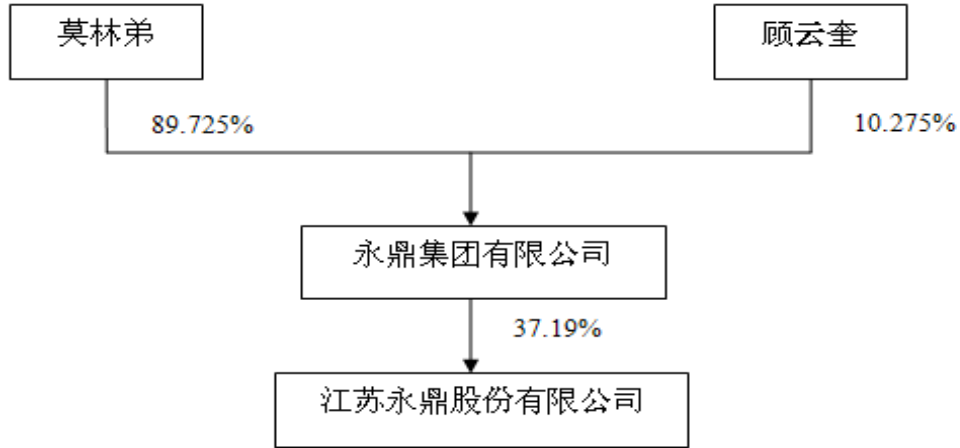 莫林弟
顾云奎
89.725%
10.275%
永鼎集团有限公司
37.19%
江苏永鼎股份有限公司